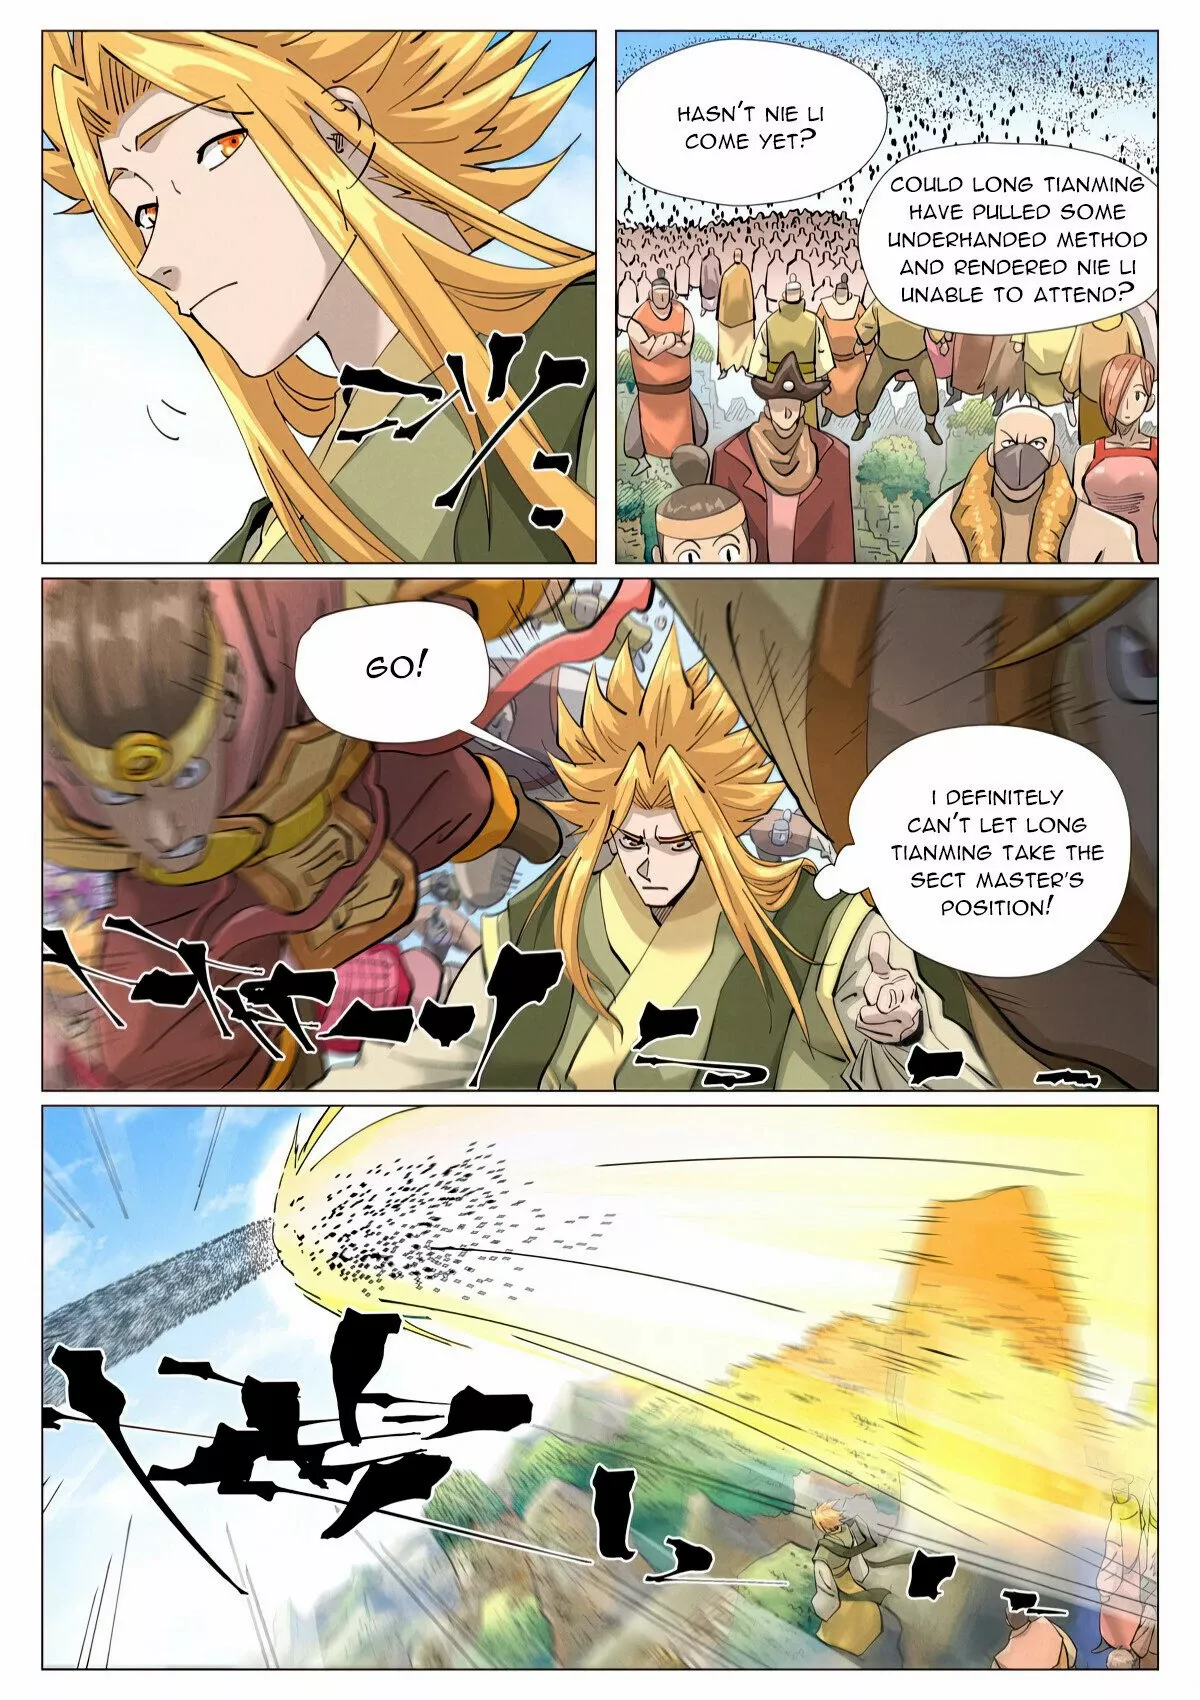 HASN'T NIE LI
COME YET?
COULD LONG TIANMING
HAVE PULLED SOME
UNDERHANDED METHOD
AND RENDERED NIE LI
UNABLE TO ATTEND?
GO!
I DEFINITELY
CAN'T LET LONG
TIANMING TAKE THE
SECT MASTER'S
POSITION!